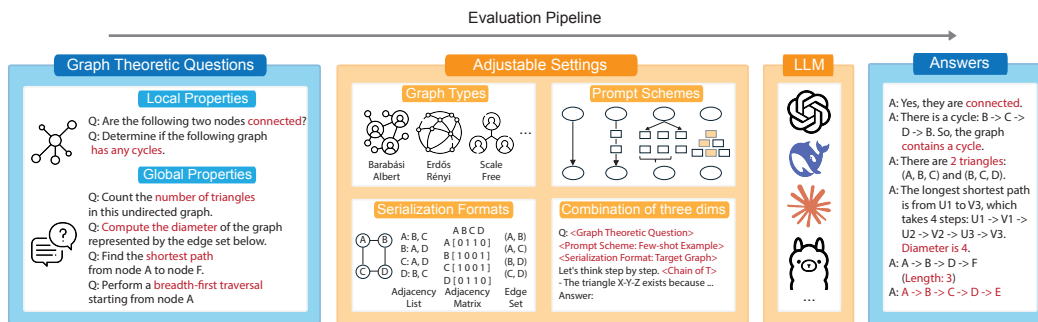 Evaluation Pipeline
Graph Theoretic Questions
Local Properties
Q: Are the following two nodes connected?
Q: Determine if the following graph
has any cycles.
Global Properties
Q: Count the number of triangles
in this undirected graph.
Q: Compute the diameter of the graph
represented by the edge set below.
Q: Find the shortest path
from node A to node F.
Q: Perform a breadth-first traversal
starting from node A
Adjustable Settings
Graph Types
...
Barabási
Albert
Erdős
Rényi
Scale
Free
Prompt Schemes
Serialization Formats
A B
C D
A: B, C
B: A, D
C: A, D
D: B, C
Adjacency
List
A B C D
A [ 0 1 1 0 ]
B [ 1 0 0 1 ]
C [ 1 0 0 1 ]
D [ 0 1 1 0 ]
Adjacency
Matrix
(A, B)
(A, C)
(B, D)
(C, D)
Edge
Set
Combination of three dims
Q: <Graph Theoretic Question>
<Prompt Scheme: Few-shot Example>
<Serialization Format: Target Graph>
Let's think step by step. <Chain of T>
- The triangle X-Y-Z exists because ...
Answer:
LLM
...
Answers
A: Yes, they are connected.
A: There is a cycle: B -> C ->
D -> B. So, the graph
contains a cycle.
A: There are 2 triangles:
(A, B, C) and (B, C, D).
A: The longest shortest path
is from U1 to V3, which
takes 4 steps: U1 -> V1 ->
U2 -> V2 -> U3 -> V3.
Diameter is 4.
A: A -> B -> D -> F
(Length: 3)
A: A -> B -> C -> D -> E